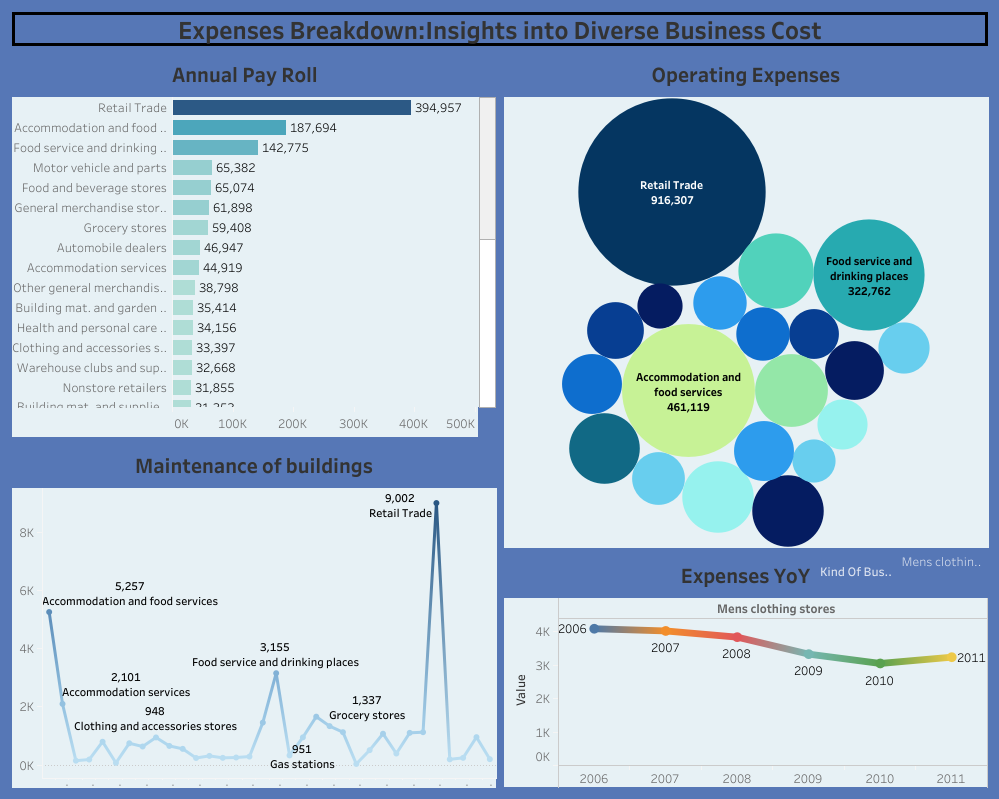 Expenses Breakdown:Insights into Diverse Business Cost
Annual Pay Roll
Retail Trade 394,957
Accommodation and food .. 187,694
Food service and drinking .. 142,775
Motor vehicle and parts 65,382
Food and beverage stores 65,074
General merchandise stor.. 61,898
Grocery stores 59,408
Automobile dealers 46,947
Accommodation services 44,919
Other general merchandis.. 38,798
Building mat. and garden .. 35,414
Health and personal care .. 34,156
Clothing and accessories s.. 33,397
Warehouse clubs and sup.. 32,668
Nonstore retailers 31,855
Building mat. and supplie..
0K 100K 200K 300K 400K 500K
Operating Expenses
Retail Trade
916,307
Food service and
drinking places
322,762
Accommodation and
food services
461,119
Maintenance of buildings
8K
6K
4K
2K
0K
9,002
Retail Trade
5,257
Accommodation and food services
3,155
Food service and drinking places
2,101
Accommodation services
1,337
Grocery stores
948
Clothing and accessories stores
951
Gas stations
Expenses YoY
Kind Of Bus..
Mens clothin..
Mens clothing stores
Value
4K
3K
2K
1K
0K
2006
2007
2008
2009
2010
2011
2006 2007 2008 2009 2010 2011